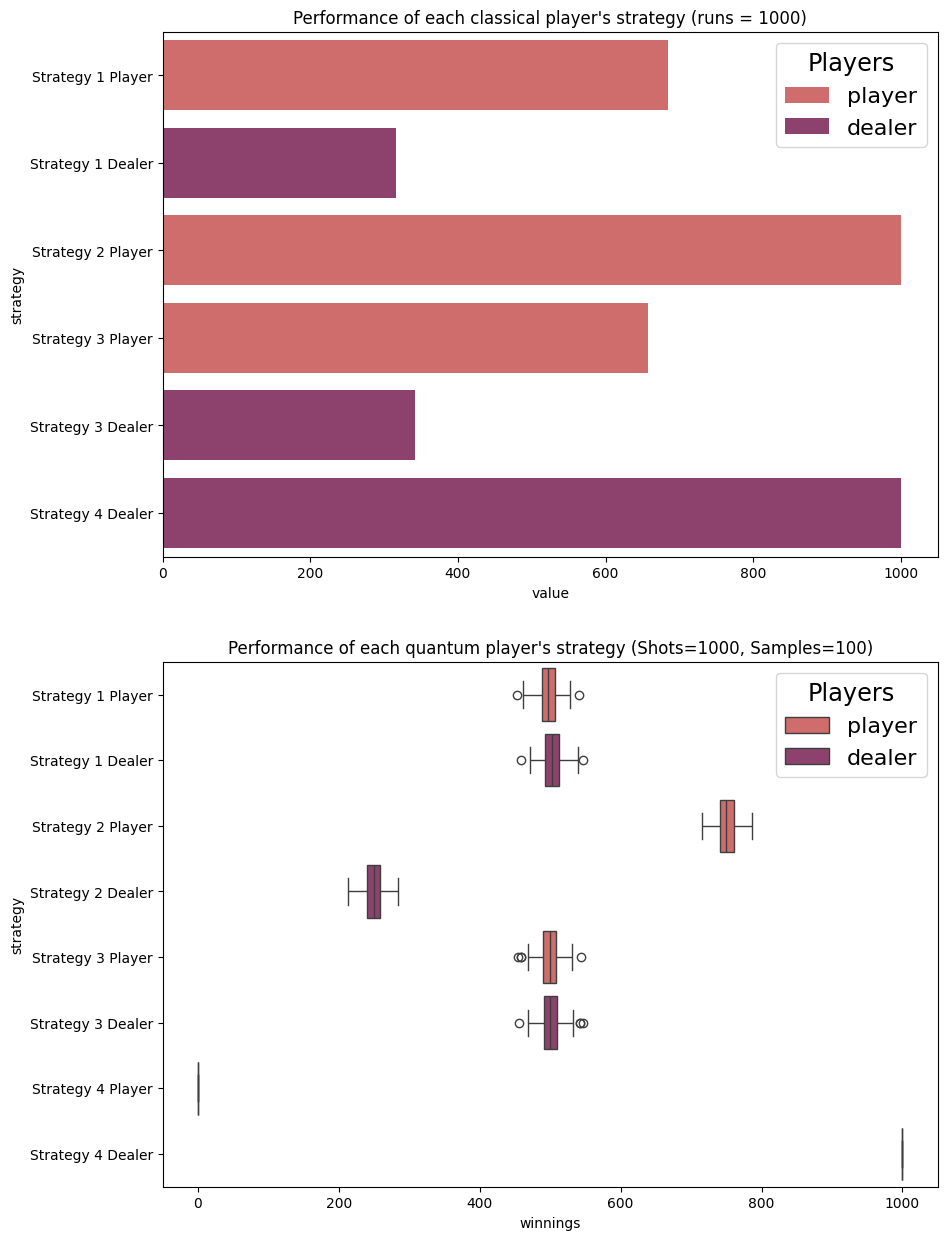 Performance of each classical player's strategy (runs = 1000)
Players
player
dealer
Strategy 1 Player
Strategy 1 Dealer
Strategy 2 Player
Strategy 3 Player
Strategy 3 Dealer
Strategy 4 Dealer
strategy
0 200 400 600 800 1000
value
Performance of each quantum player's strategy (Shots=1000, Samples=100)
Players
player
dealer
Strategy 1 Player
Strategy 1 Dealer
Strategy 2 Player
Strategy 2 Dealer
Strategy 3 Player
Strategy 3 Dealer
Strategy 4 Player
Strategy 4 Dealer
strategy
0 200 400 600 800 1000
winnings